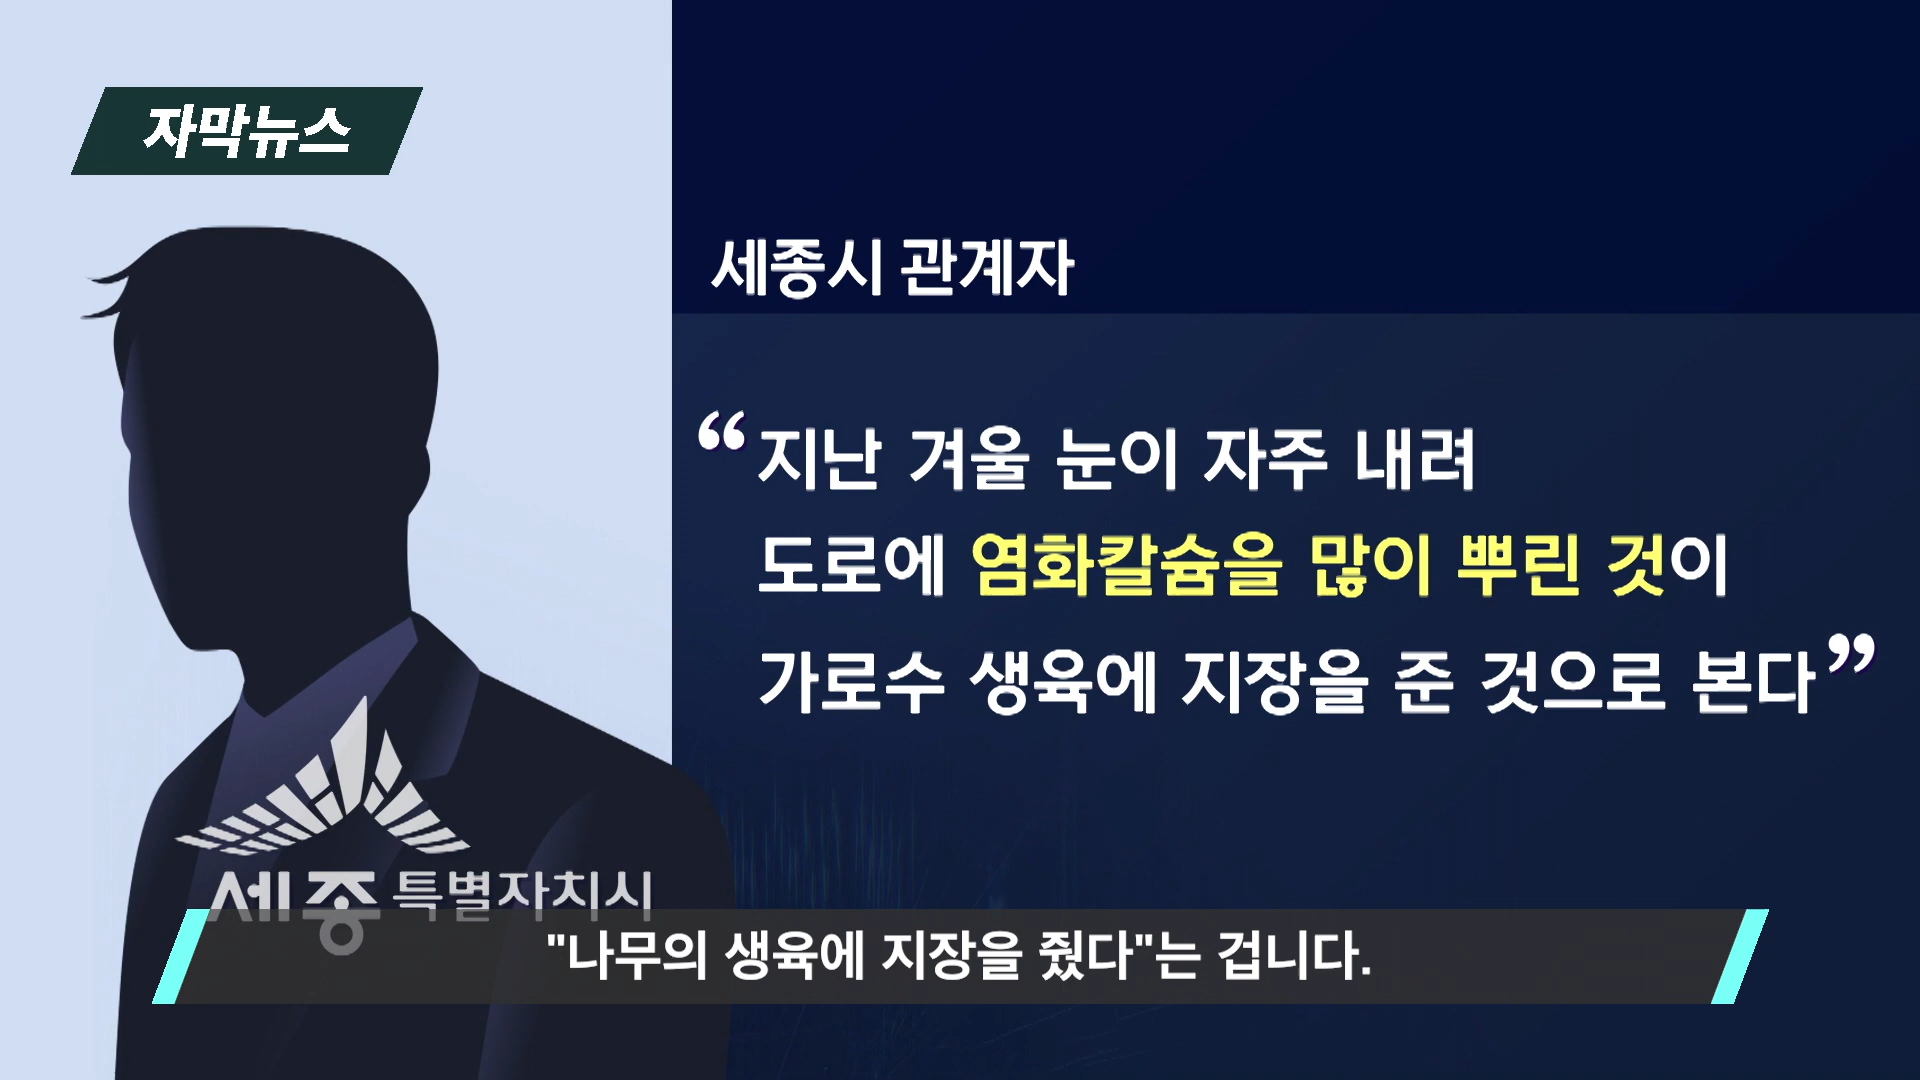 자막뉴스
세종시 관계자
“지난 겨울 눈이 자주 내려
도로에 염화칼슘을 많이 뿌린 것이
가로수 생육에 지장을 준 것으로 본다”
세종특별자치시
"나무의 생육에 지장을 줬다"는 겁니다.